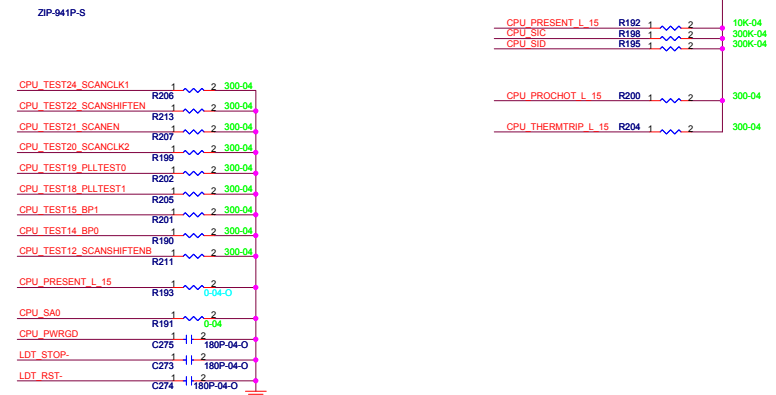 ZIP-941P-S
CPU_PRESENT_L_15 R192 1 2 10K-04
CPU_SIC R198 1 2 300K-04
CPU_SID R195 1 2 300K-04
CPU_PROCHOT_L_15 R200 1 2 300-04
CPU_THERMTRIP_L_15 R204 1 2 300-04
CPU_TEST24_SCANCLK1 1 2 300-04
R206
CPU_TEST22_SCANSHIFTEN 1 2 300-04
R213
CPU_TEST21_SCANEN 1 2 300-04
R207
CPU_TEST20_SCANCLK2 1 2 300-04
R199
CPU_TEST19_PLLTEST0 1 2 300-04
R202
CPU_TEST18_PLLTEST1 1 2 300-04
R205
CPU_TEST15_BP1 1 2 300-04
R201
CPU_TEST14_BP0 1 2 300-04
R190
CPU_TEST12_SCANSHIFTENB 1 2 300-04
R211
CPU_PRESENT_L_15 1 2
R193 0-04-O
CPU_SA0 1 2
R191 0-04
CPU_PWRGD 1 2
C275 180P-04-O
LDT_STOP- 1 2
C273 180P-04-O
LDT_RST- 1 2
C274 180P-04-O